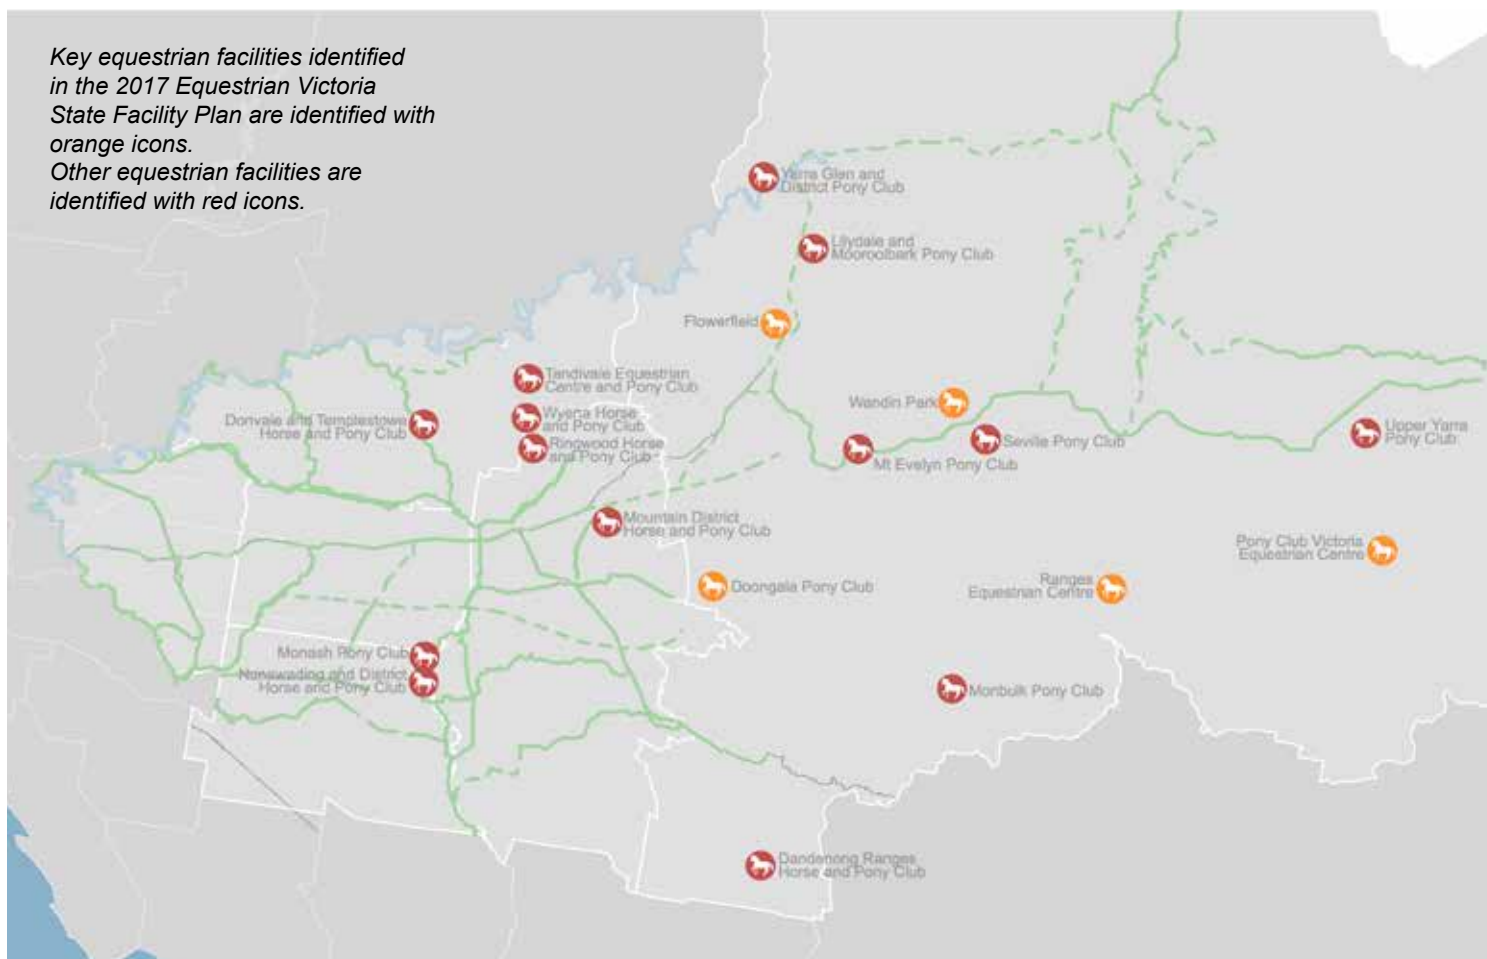 Key equestrian facilities identified
in the 2017 Equestrian Victoria
State Facility Plan are identified with
orange icons.
Other equestrian facilities are
identified with red icons.
Yarra Glen and
District Pony Club
Lilydale and
Mooroolbark Pony Club
Flowerfield
Tandivale Equestrian
Centre and Pony Club
Wandin Park
Donvale and Templestowe
Horse and Pony Club
Wyena Horse
and Pony Club
Ringwood Horse
and Pony Club
Seville Pony Club
Upper Yarra
Pony Club
Mt Evelyn Pony Club
Mountain District
Horse and Pony Club
Pony Club Victoria
Equestrian Centre
Doongala Pony Club
Ranges
Equestrian Centre
Monash Pony Club
Nunawading and District
Horse and Pony Club
Monbulk Pony Club
Dandenong Ranges
Horse and Pony Club